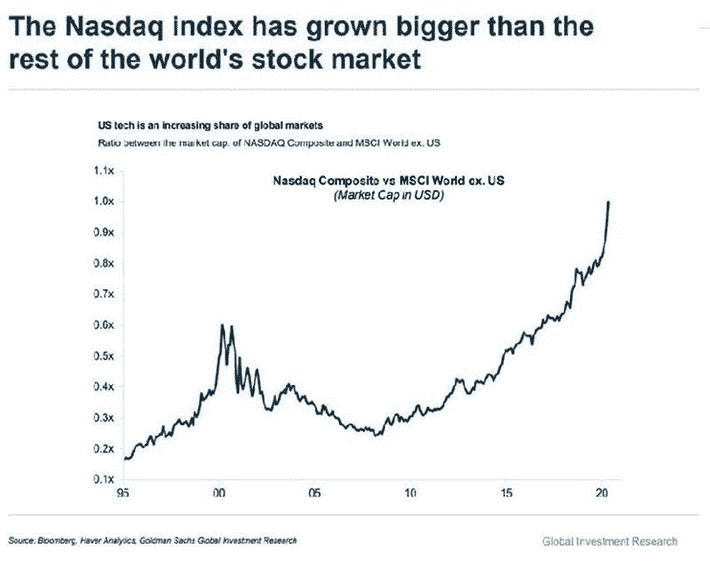 The Nasdaq index has grown bigger than the
rest of the world's stock market
US tech is an increasing share of global markets
Ratio between the market cap. of NASDAQ Composite and MSCI World ex. US
Nasdaq Composite vs MSCI World ex. US
(Market Cap in USD)
1.1x
1.0x
0.9x
0.8x
0.7x
0.6x
0.5x
0.4x
0.3x
0.2x
0.1x
95 00 05 10 15 20
Source: Bloomberg, Haver Analytics, Goldman Sachs Global Investment Research
Global Investment Research